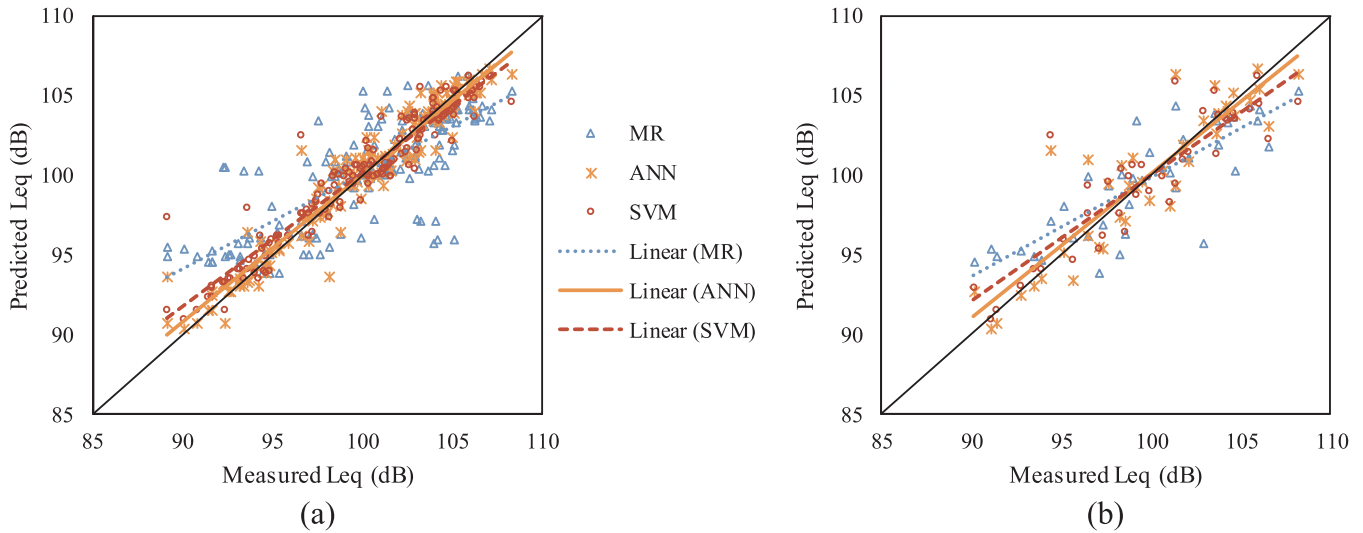 110
105
100
95
90
85
Predicted Leq (dB)
85 90 95 100 105 110
Measured Leq (dB)
(a)
MR
ANN
SVM
Linear (MR)
Linear (ANN)
Linear (SVM)
110
105
100
95
90
85
Predicted Leq (dB)
85 90 95 100 105 110
Measured Leq (dB)
(b)